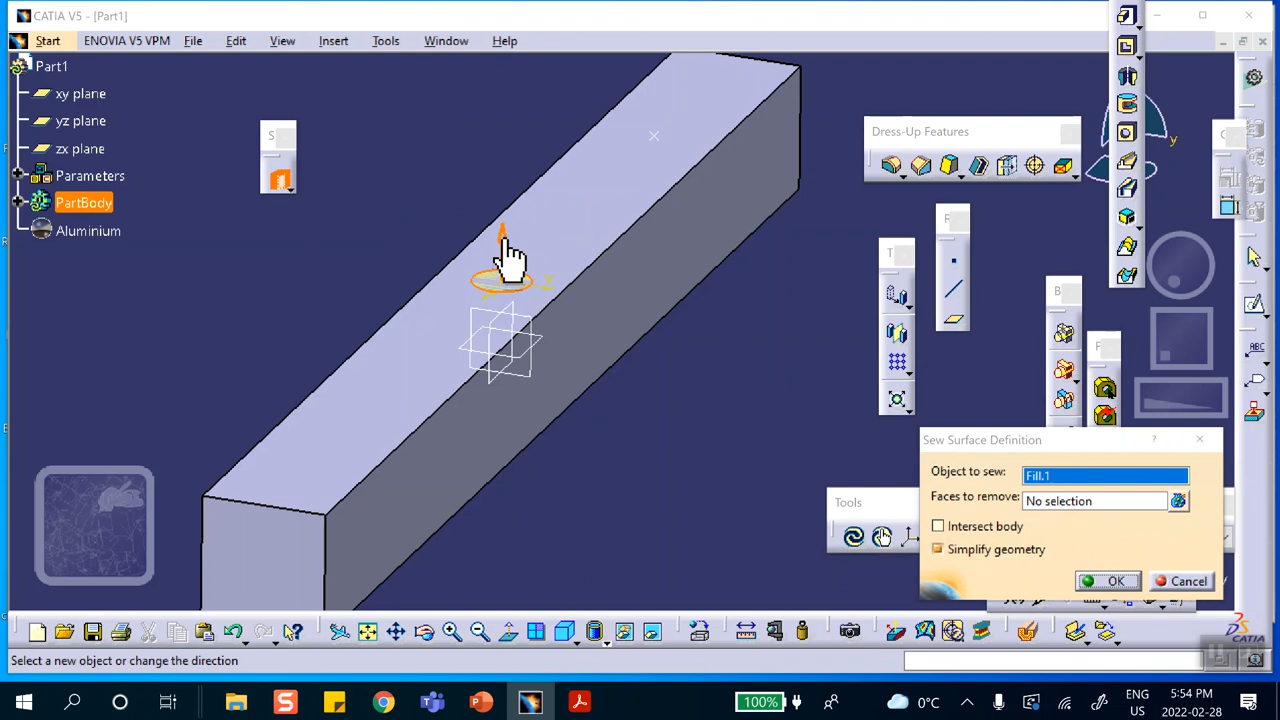 CATIA V5 - [Part1]
Start ENOVIA V5 VPM File Edit View Insert Tools Window Help
Part1
xy plane
yz plane
zx plane
Parameters
PartBody
Aluminium
S
Dress-Up Features
y
R
T
B
F
ABC
Y
Sew Surface Definition ?
Object to sew: Fill.1
Faces to remove: No selection
Intersect body
Simplify geometry
OK Cancel
Tools
Select a new object or change the direction
100% 0°C ENG US 5:54 PM 2022-02-28